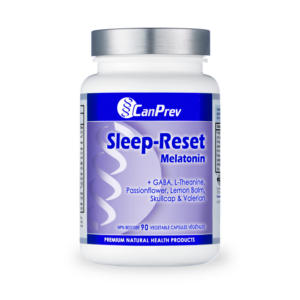 CanPrev
Sleep-Reset
Melatonin
+ GABA, L-Theanine,
Passionflower, Lemon Balm,
Skullcap & Valerian
90 VEGETABLE CAPSULES VÉGÉTALES
PREMIUM NATURAL HEALTH PRODUCTS